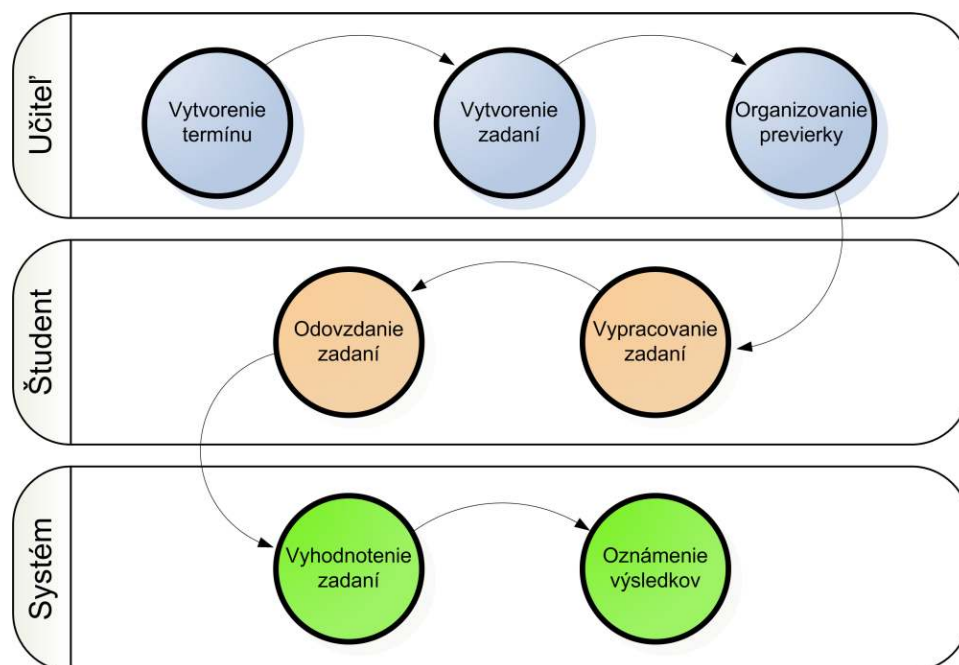 Učiteľ
Vytvorenie
termínu
Vytvorenie
zadaní
Organizovanie
previerky
Študent
Odovzdanie
zadaní
Vypracovanie
zadaní
Systém
Vyhodnotenie
zadaní
Oznámenie
výsledkov